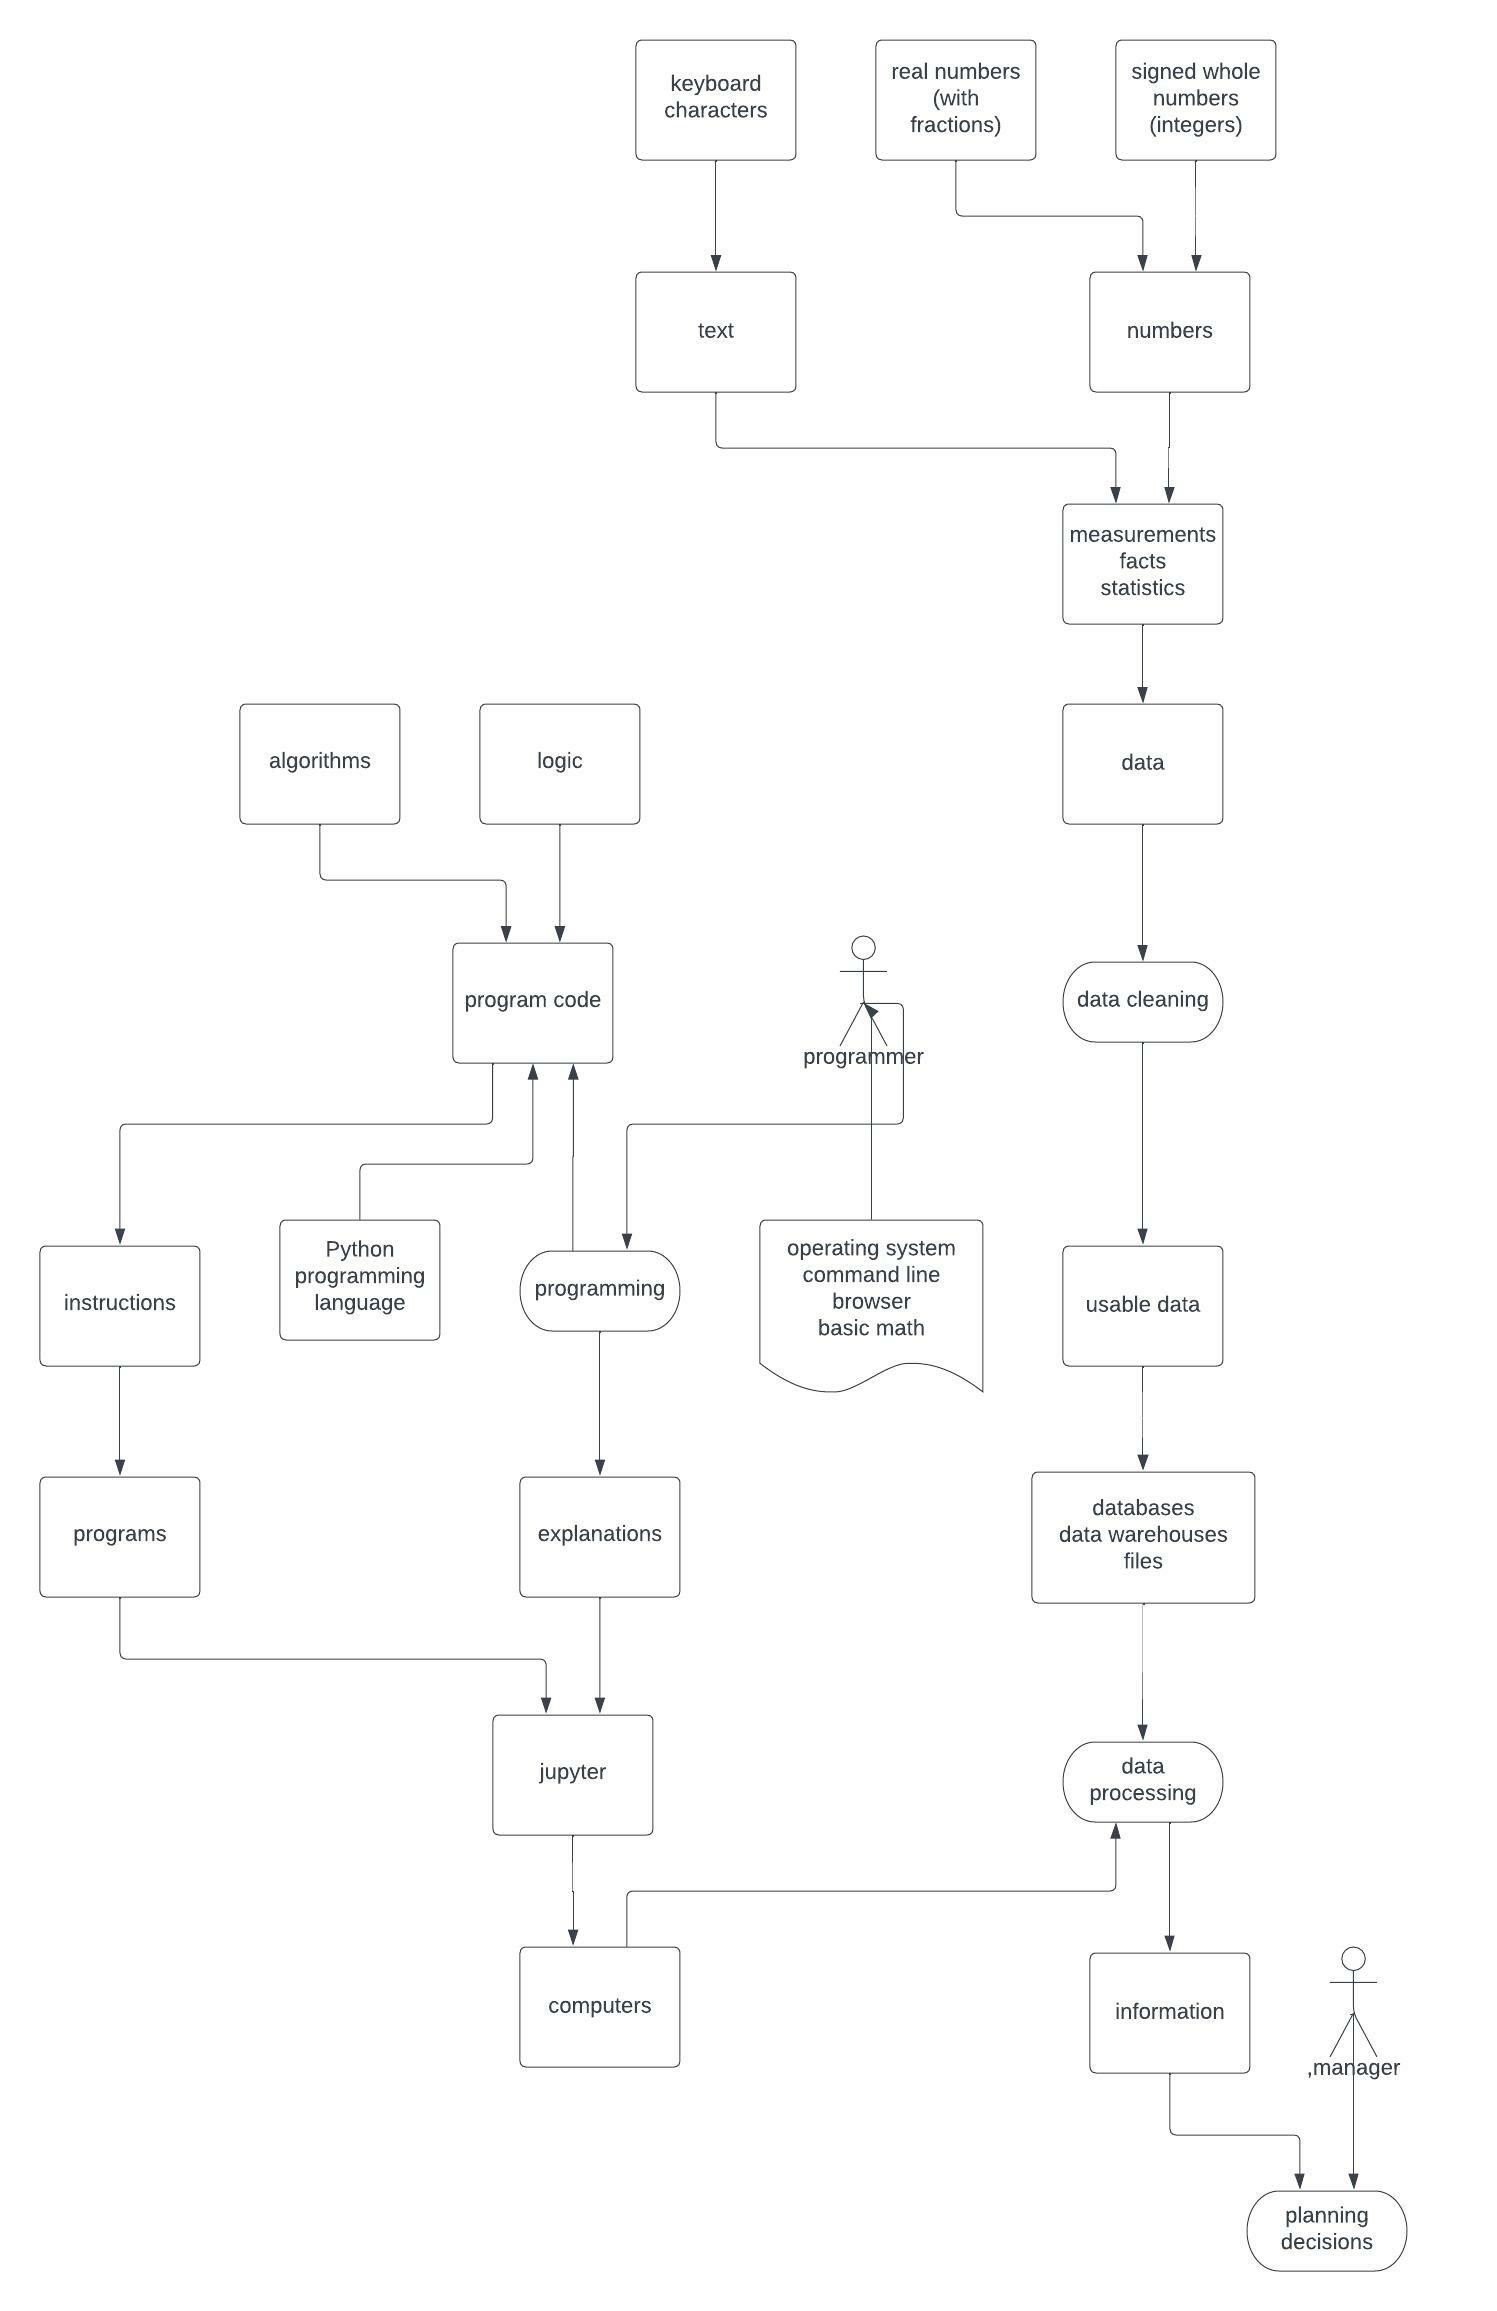 keyboard
characters
real numbers
(with
fractions)
signed whole
numbers
(integers)
text
numbers
measurements
facts
statistics
algorithms
logic
data
program code
programmer
data cleaning
instructions
Python
programming
language
programming
operating system
command line
browser
basic math
usable data
programs
explanations
databases
data warehouses
files
jupyter
data
processing
computers
information
,manager
planning
decisions